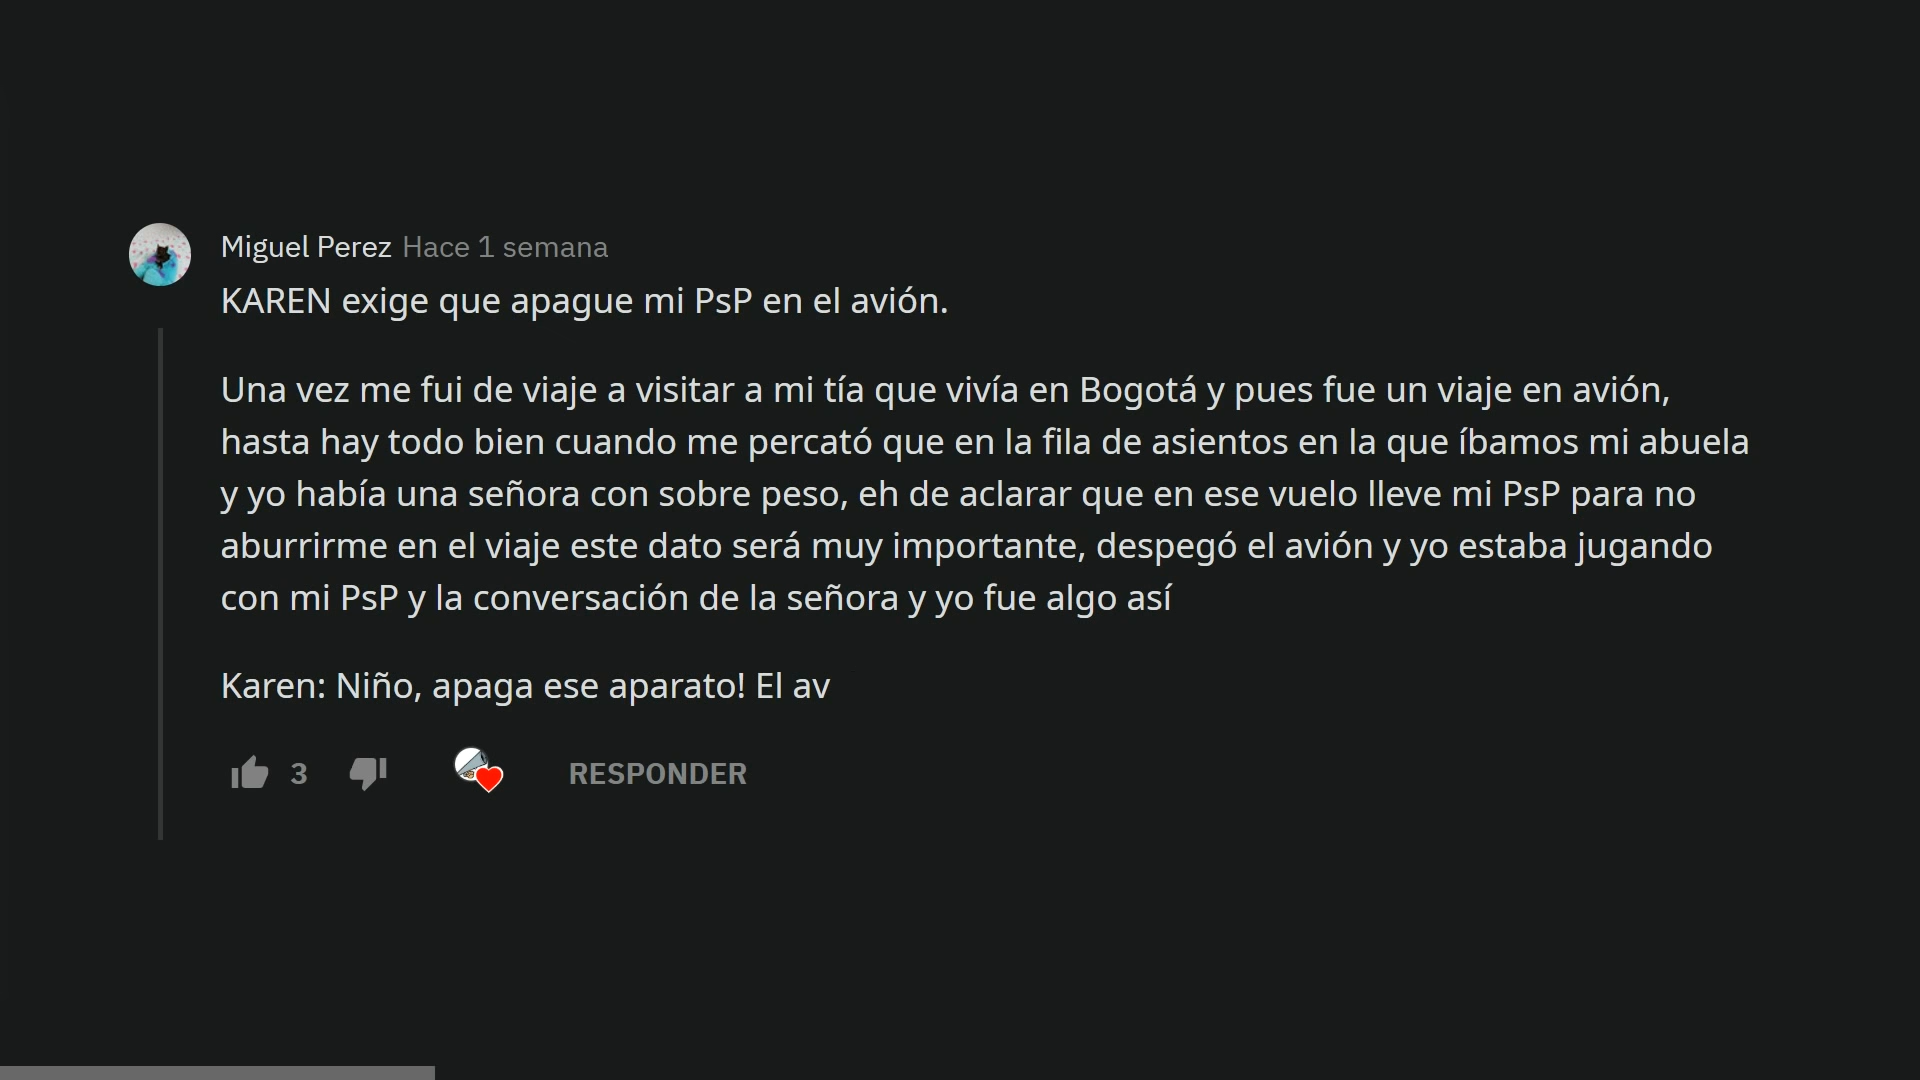 Miguel Perez Hace 1 semana
KAREN exige que apague mi PsP en el avión.
Una vez me fui de viaje a visitar a mi tía que vivía en Bogotá y pues fue un viaje en avión,
hasta hay todo bien cuando me percató que en la fila de asientos en la que íbamos mi abuela
y yo había una señora con sobre peso, eh de aclarar que en ese vuelo lleve mi PsP para no
aburrirme en el viaje este dato será muy importante, despegó el avión y yo estaba jugando
con mi PsP y la conversación de la señora y yo fue algo así
Karen: Niño, apaga ese aparato! El av
3 RESPONDER